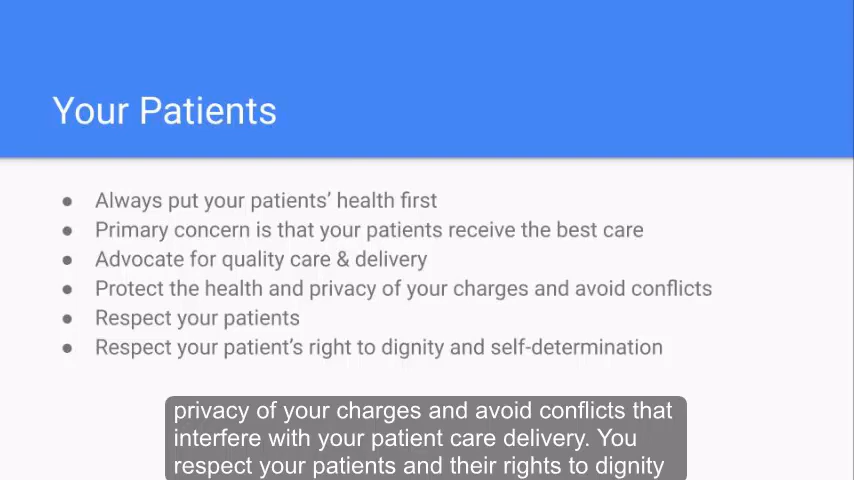 Your Patients
● Always put your patients’ health first
● Primary concern is that your patients receive the best care
● Advocate for quality care & delivery
● Protect the health and privacy of your charges and avoid conflicts
● Respect your patients
● Respect your patient’s right to dignity and self-determination
privacy of your charges and avoid conflicts that
interfere with your patient care delivery. You
respect your patients and their rights to dignity